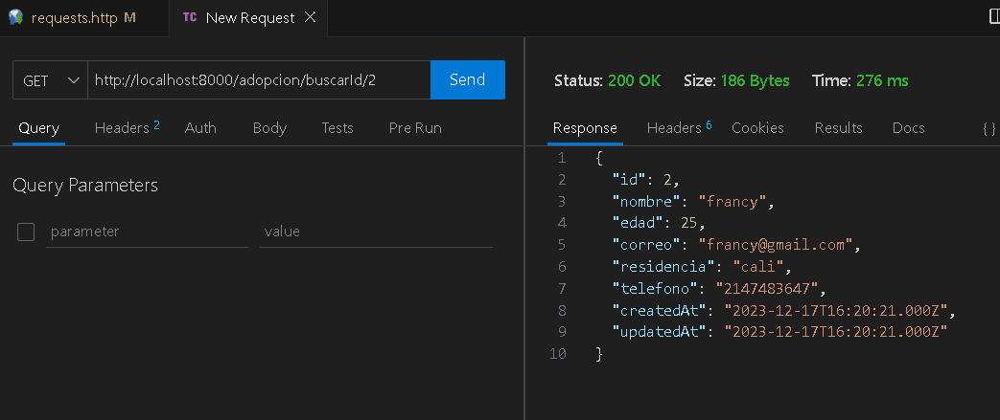 requests.http M
TC New Request
GET http://localhost:8000/adopcion/buscarId/2 Send
Query Headers 2 Auth Body Tests Pre Run
Query Parameters
parameter value
Status: 200 OK Size: 186 Bytes Time: 276 ms
Response Headers 6 Cookies Results Docs {}
1 {
2 "id": 2,
3 "nombre": "francy",
4 "edad": 25,
5 "correo": "francy@gmail.com",
6 "residencia": "cali",
7 "telefono": "2147483647",
8 "createdAt": "2023-12-17T16:20:21.000Z",
9 "updatedAt": "2023-12-17T16:20:21.000Z"
10 }